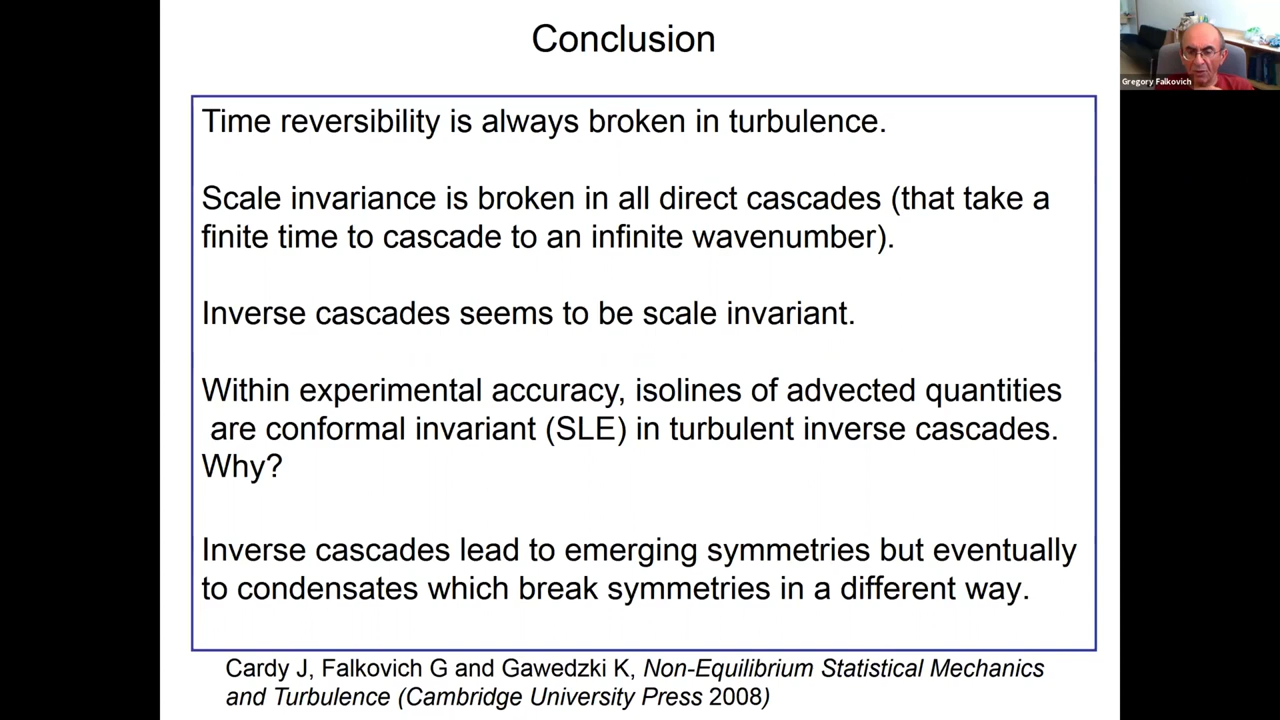 Conclusion
Gregory Falkovich
Time reversibility is always broken in turbulence.
Scale invariance is broken in all direct cascades (that take a
finite time to cascade to an infinite wavenumber).
Inverse cascades seems to be scale invariant.
Within experimental accuracy, isolines of advected quantities
are conformal invariant (SLE) in turbulent inverse cascades.
Why?
Inverse cascades lead to emerging symmetries but eventually
to condensates which break symmetries in a different way.
Cardy J, Falkovich G and Gawedzki K, Non-Equilibrium Statistical Mechanics
and Turbulence (Cambridge University Press 2008)